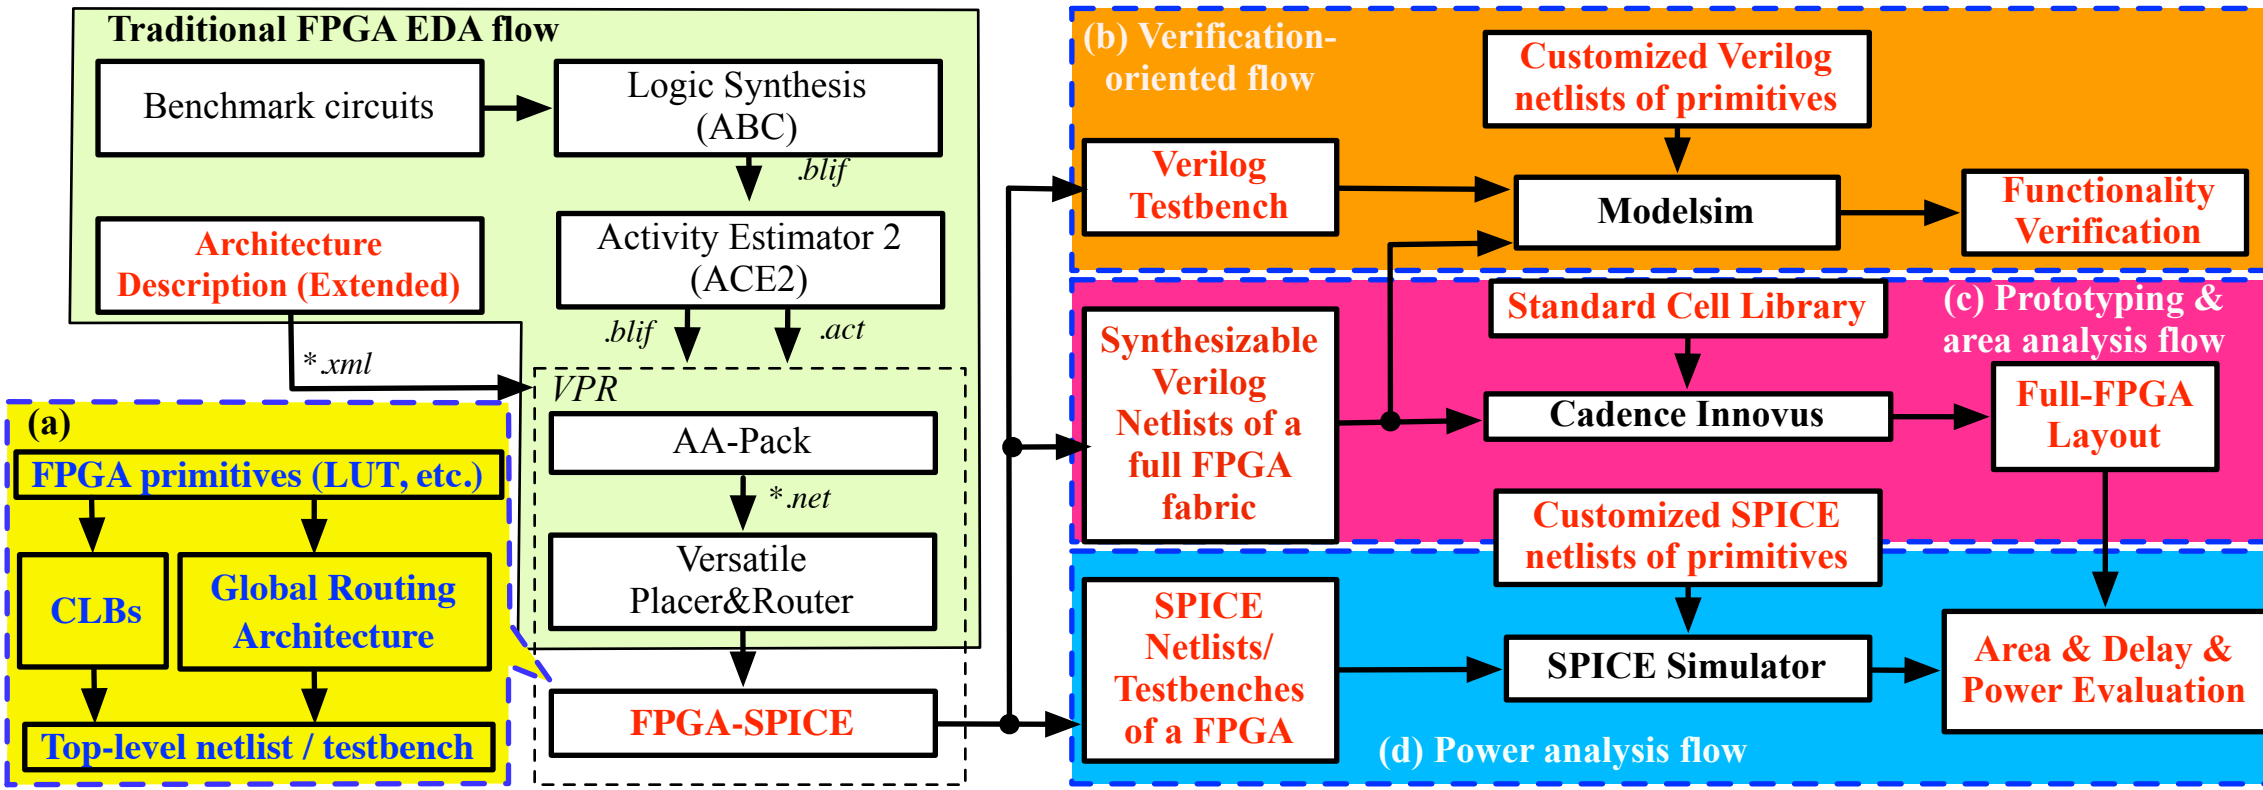 Traditional FPGA EDA flow
Benchmark circuits
Logic Synthesis
(ABC)
.blif
Architecture
Description (Extended)
Activity Estimator 2
(ACE2)
.blif
.act
*.xml
VPR
AA-Pack
*.net
Versatile
Placer&Router
FPGA-SPICE
(a)
FPGA primitives (LUT, etc.)
CLBs
Global Routing
Architecture
Top-level netlist / testbench
(b) Verification-
oriented flow
Customized Verilog
netlists of primitives
Verilog
Testbench
Modelsim
Functionality
Verification
(c) Prototyping &
area analysis flow
Standard Cell Library
Synthesizable
Verilog
Netlists of a
full FPGA
fabric
Cadence Innovus
Full-FPGA
Layout
Customized SPICE
netlists of primitives
SPICE
Netlists/
Testbenches
of a FPGA
SPICE Simulator
Area & Delay &
Power Evaluation
(d) Power analysis flow